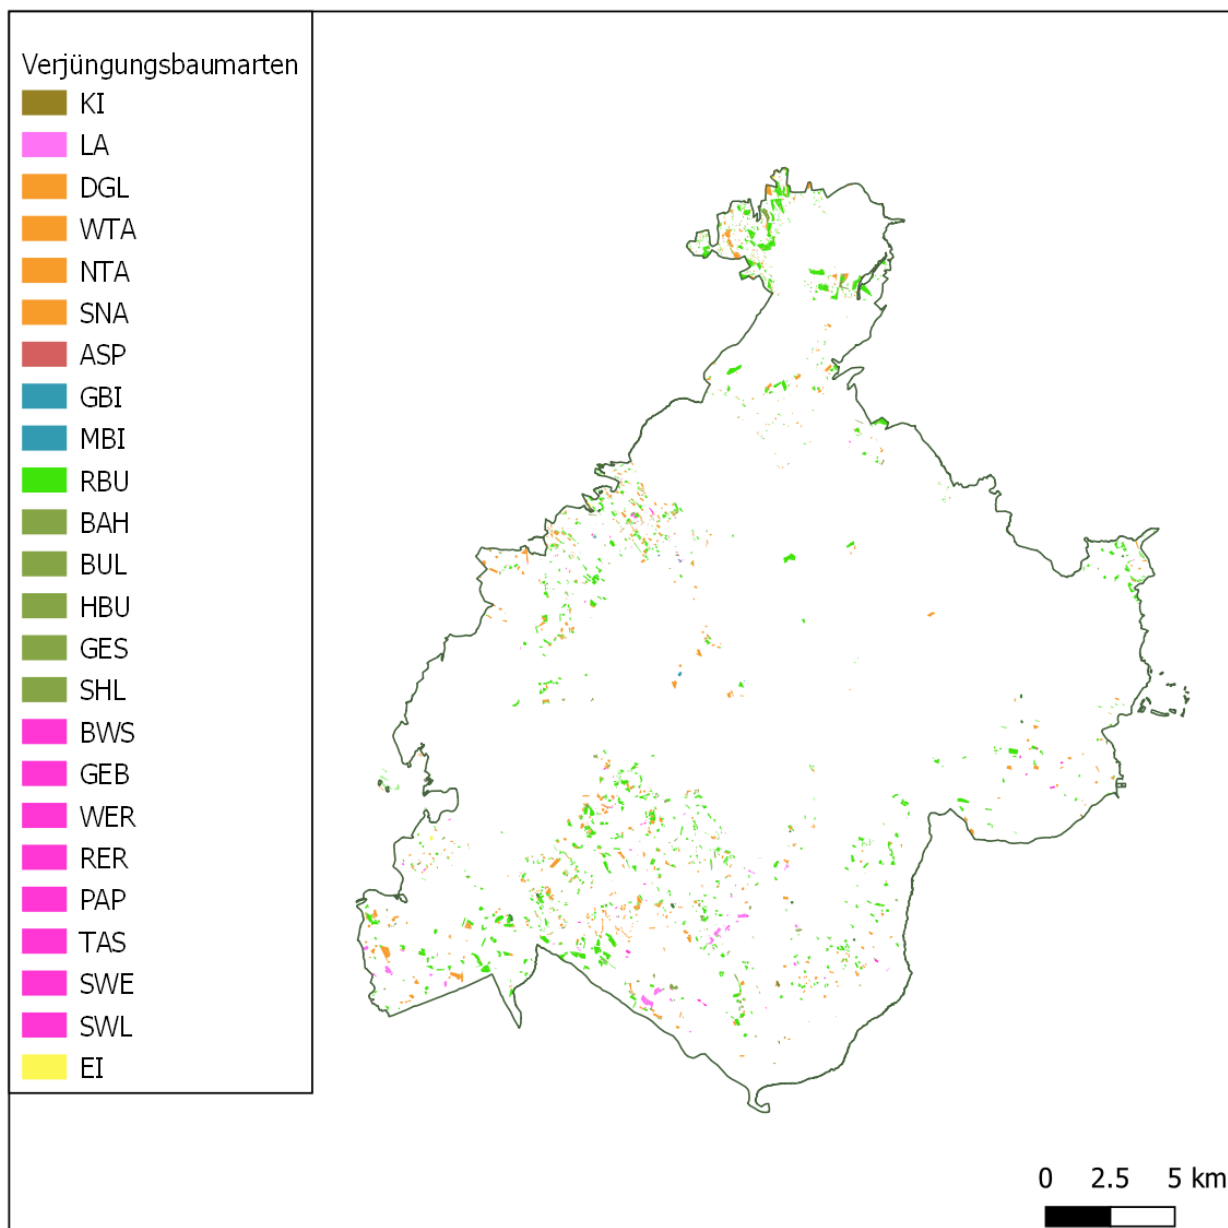 Verjüngungsbaumarten
KI
LA
DGL
WTA
NTA
SNA
ASP
GBI
MBI
RBU
BAH
BUL
HBU
GES
SHL
BWS
GEB
WER
RER
PAP
TAS
SWE
SWL
EI
0 2.5 5 km